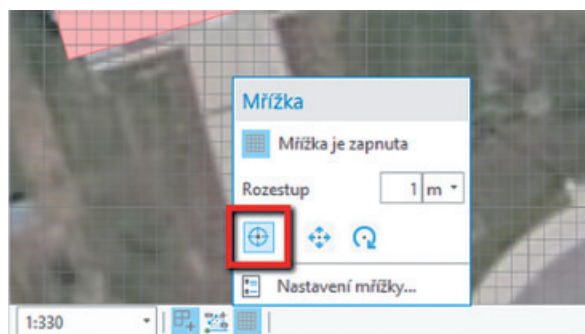 Mřížka
Mřížka je zapnuta
Rozestup 1 m
Nastavení mřížky...
1:330